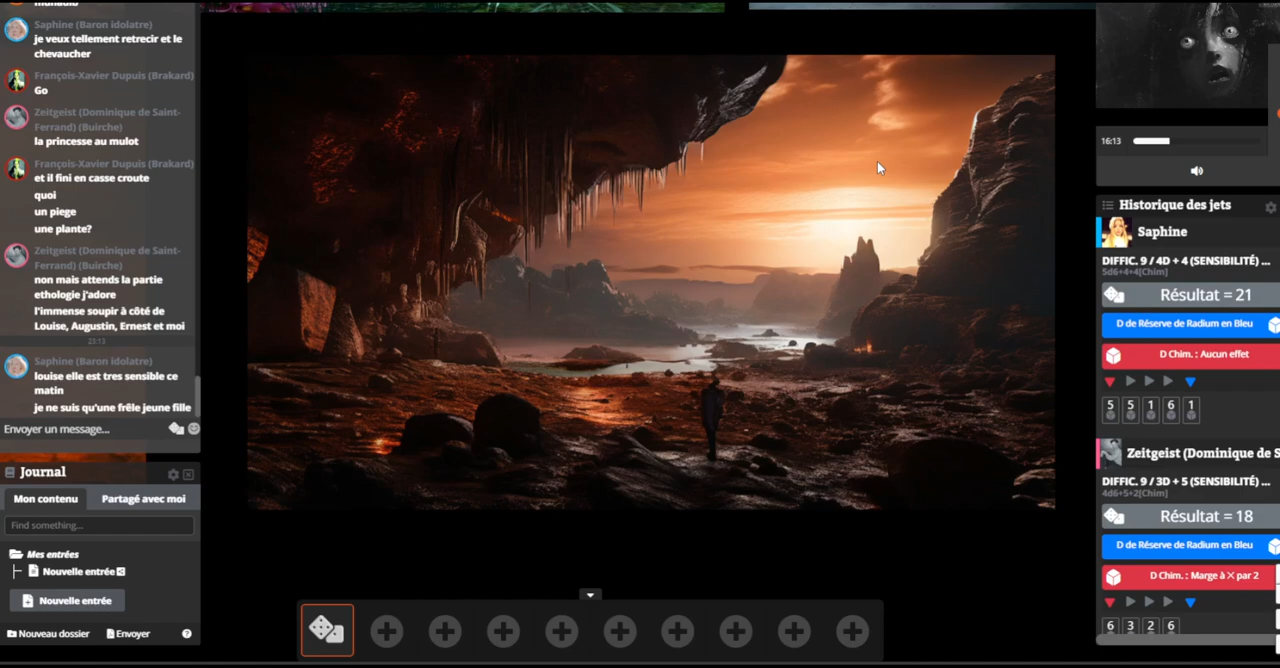 muhadib
Saphine (Baron idolatre)
je veux tellement retrecir et le
chevaucher
François-Xavier Dupuis (Brakard)
Go
Zeitgeist (Dominique de Saint-
Ferrand) (Buirche)
la princesse au mulot
François-Xavier Dupuis (Brakard)
et il fini en casse croute
quoi
un piege
une plante?
Zeitgeist (Dominique de Saint-
Ferrand) (Buirche)
non mais attends la partie
ethologie j'adore
l'immense soupir à côté de
Louise, Augustin, Ernest et moi
23:13
Saphine (Baron idolatre)
louise elle est tres sensible ce
matin
je ne suis qu'une frêle jeune fille
Envoyer un message...
Journal
Mon contenu
Partagé avec moi
Find something...
Mes entrées
Nouvelle entrée
Nouvelle entrée
Nouveau dossier
Envoyer
?
16:13
Historique des jets
Saphine
DIFFIC. 9 / 4D + 4 (SENSIBILITÉ) ...
5d6+4+4[Chim]
Résultat = 21
D de Réserve de Radium en Bleu
D Chim. : Aucun effet
5 5 1 6 1
Zeitgeist (Dominique de S
DIFFIC. 9 / 3D + 5 (SENSIBILITÉ) ...
4d6+5+2[Chim]
Résultat = 18
D de Réserve de Radium en Bleu
D Chim. : Marge à X par 2
6 3 2 6